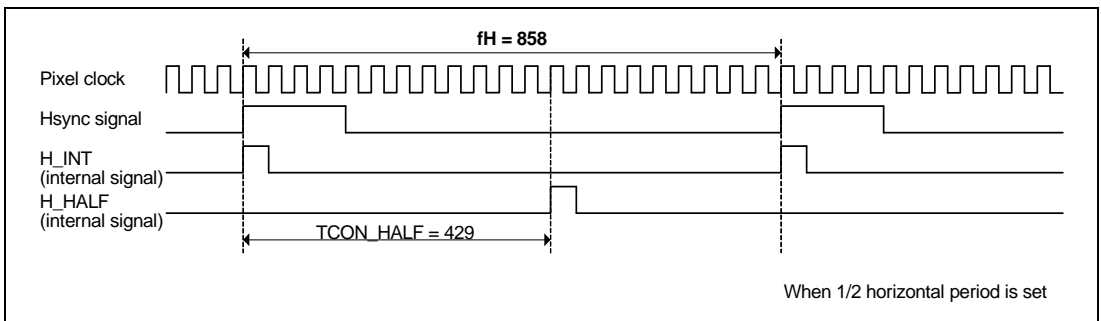 fH = 858
Pixel clock
Hsync signal
H_INT
(internal signal)
H_HALF
(internal signal)
TCON_HALF = 429
When 1/2 horizontal period is set